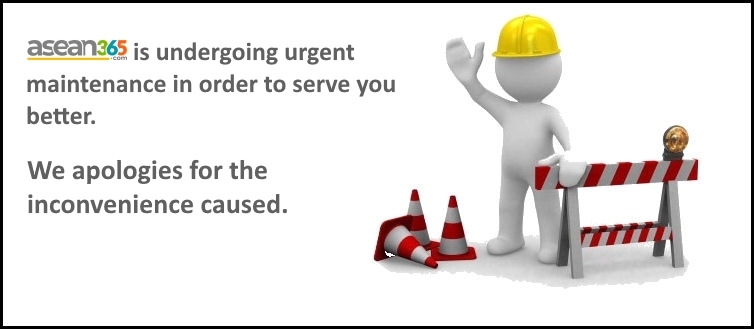 asean365.com is undergoing urgent
maintenance in order to serve you
better.
We apologies for the
inconvenience caused.